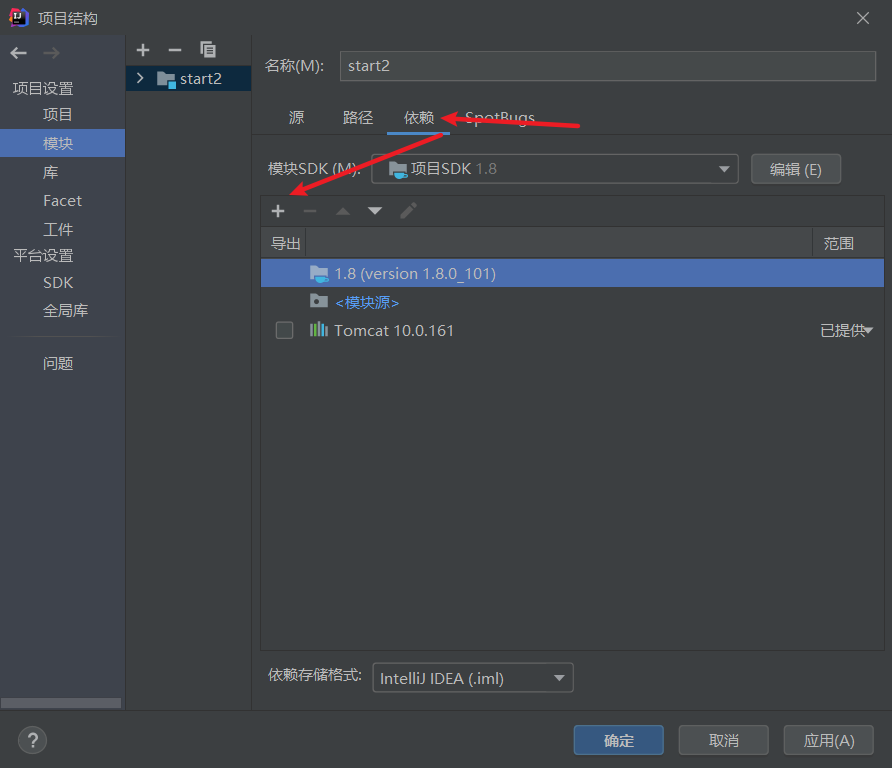 项目结构
项目设置
项目
模块
库
Facet
工件
平台设置
SDK
全局库
问题
start2
名称(M):
start2
源
路径
依赖
SpotBugs
模块SDK (M):
项目SDK 1.8
编辑 (E)
导出
范围
1.8 (version 1.8.0_101)
<模块源>
Tomcat 10.0.161
已提供
依赖存储格式:
IntelliJ IDEA (.iml)
?
确定
取消
应用(A)